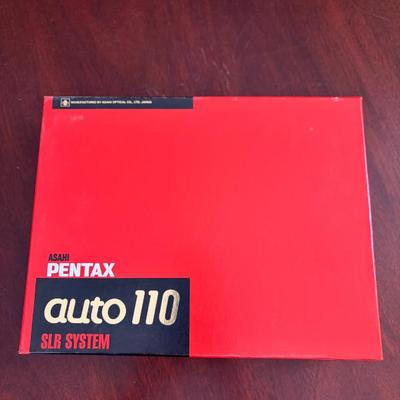 MANUFACTURED BY ASAHI OPTICAL CO., LTD. JAPAN
ASAHI
PENTAX
auto 110
SLR SYSTEM